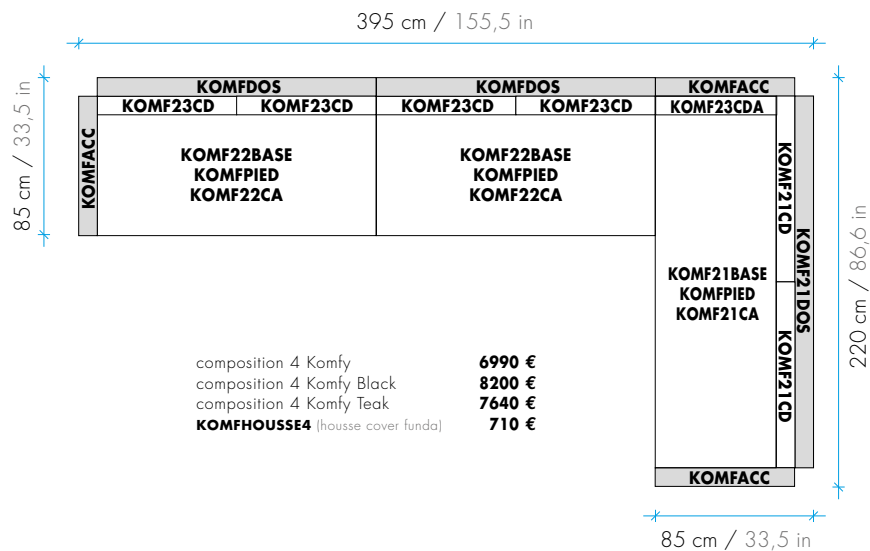 395 cm / 155,5 in
KOMFDOS
KOMFDOS
KOMFACC
KOMF23CD
KOMF23CD
KOMF23CD
KOMF23CD
KOMF23CDA
85 cm / 33,5 in
KOMFACC
KOMF22BASE
KOMFPIED
KOMF22CA
KOMF22BASE
KOMFPIED
KOMF22CA
KOMF21CD
KOMF21DOS
KOMF21BASE
KOMFPIED
KOMF21CA
KOMF21CD
220 cm / 86,6 in
composition 4 Komfy 6990 €
composition 4 Komfy Black 8200 €
composition 4 Komfy Teak 7640 €
KOMFHOUSSE4 (housse cover funda) 710 €
KOMFACC
85 cm / 33,5 in